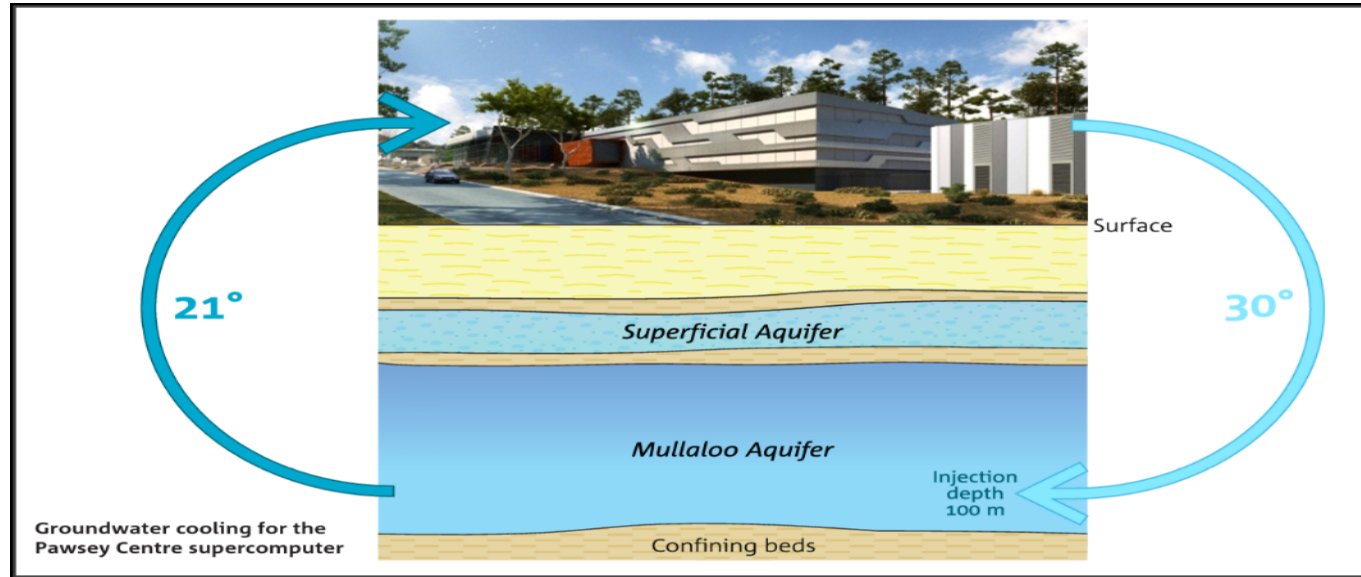 Surface
21°
30°
Superficial Aquifer
Mullaloo Aquifer
Injection
depth
100 m
Groundwater cooling for the
Pawsey Centre supercomputer
Confining beds